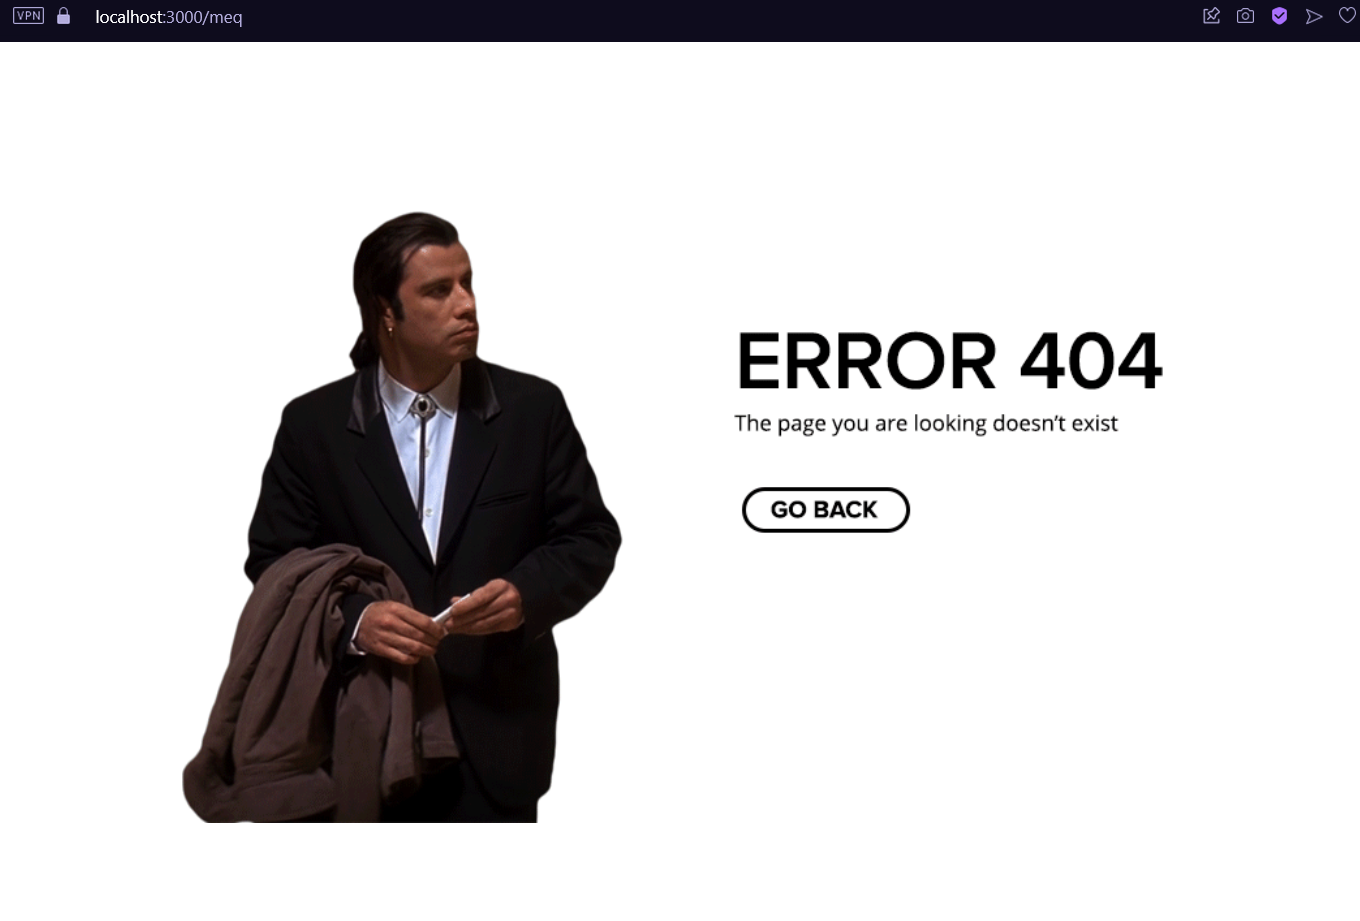 VPN
localhost:3000/meq
ERROR 404
The page you are looking doesn’t exist
GO BACK